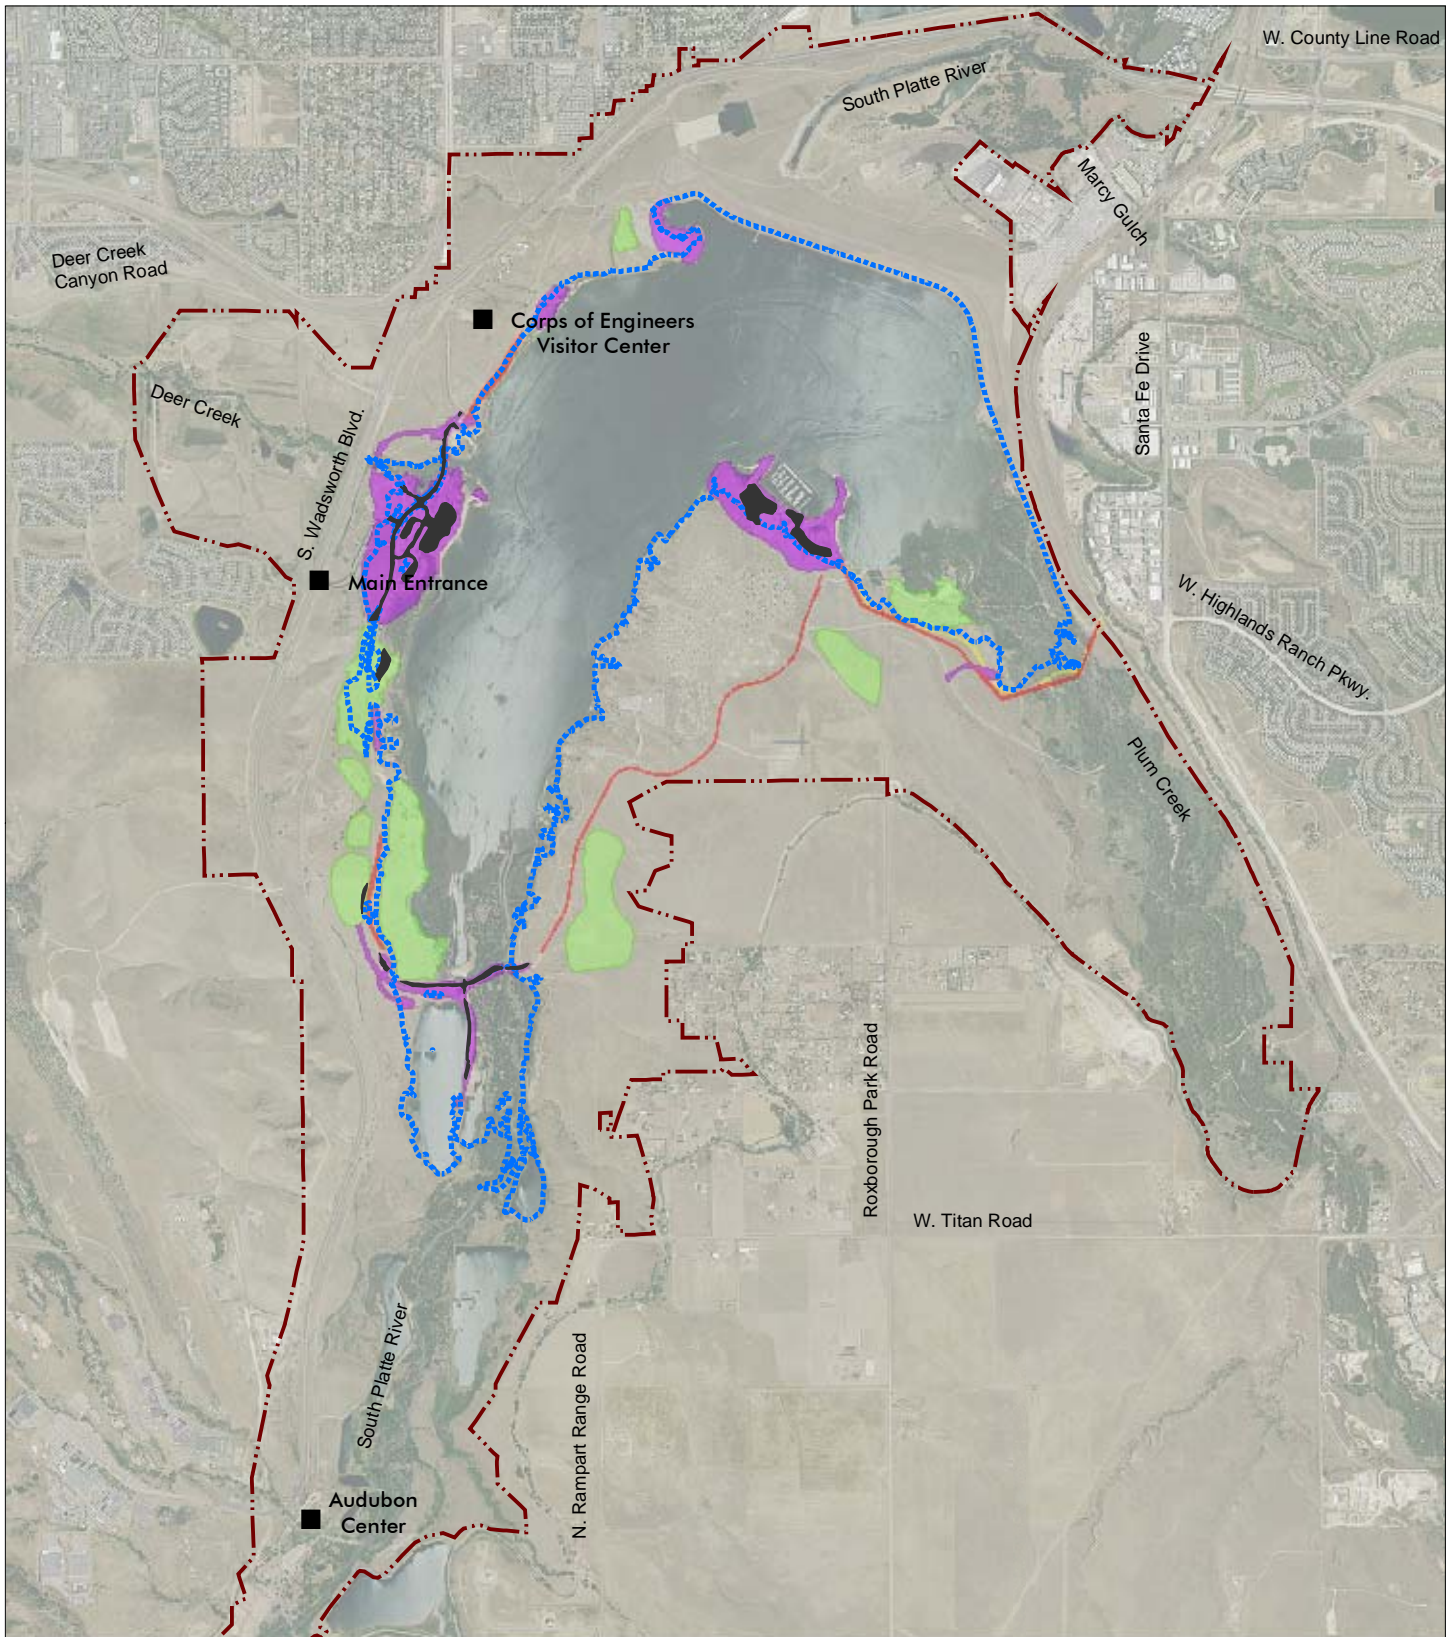 W. County Line Road
South Platte River
Marcy Gulch
Deer Creek
Canyon Road
Corps of Engineers
Visitor Center
Santa Fe Drive
Deer Creek
S. Wadsworth Blvd.
Main Entrance
W. Highlands Ranch Pkwy.
Plum Creek
Roxborough Park Road
W. Titan Road
South Platte River
N. Rampart Range Road
Audubon
Center